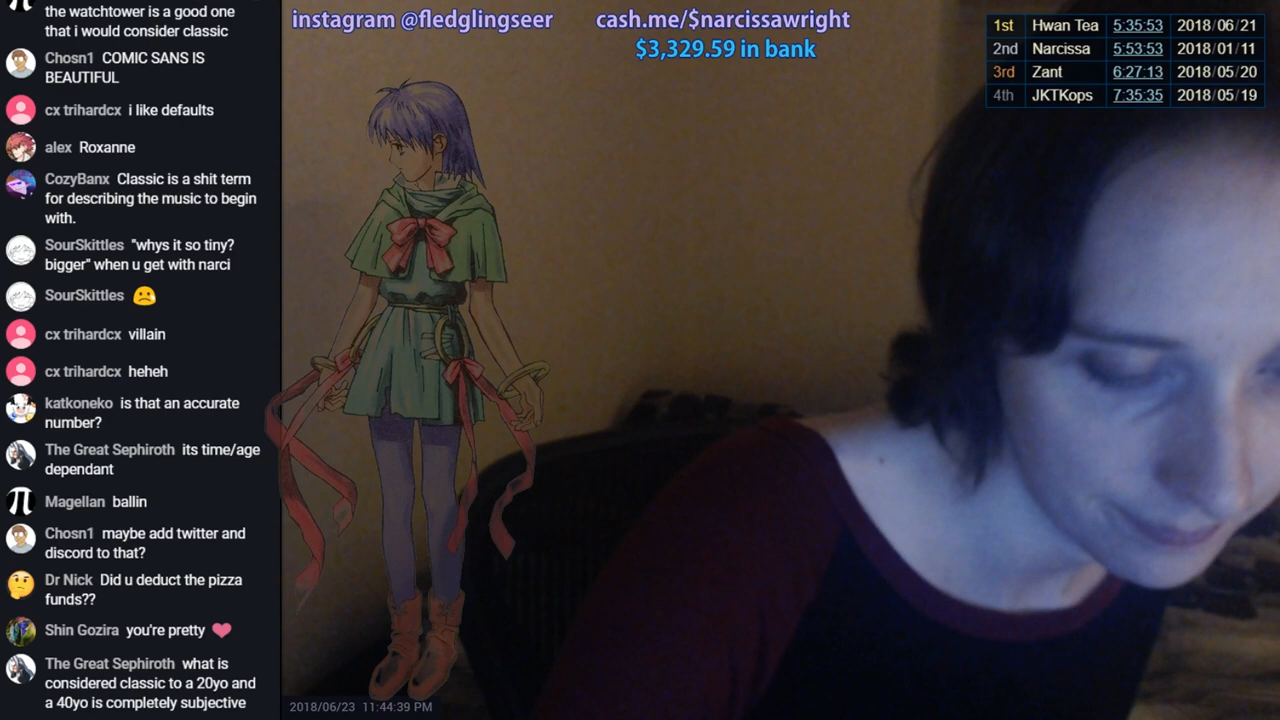 the watchtower is a good one
that i would consider classic
Chosn1 COMIC SANS IS
BEAUTIFUL
cx trihardcx i like defaults
alex Roxanne
CozyBanx Classic is a shit term
for describing the music to begin
with.
SourSkittles "whys it so tiny?
bigger" when u get with narci
SourSkittles
cx trihardcx villain
cx trihardcx heheh
katkoneko is that an accurate
number?
The Great Sephiroth its time/age
dependant
Magellan ballin
Chosn1 maybe add twitter and
discord to that?
Dr Nick Did u deduct the pizza
funds??
Shin Gozira you're pretty
The Great Sephiroth what is
considered classic to a 20yo and
a 40yo is completely subjective
instagram @fledglingseer
cash.me/$narcissawright
$3,329.59 in bank
1st Hwan Tea 5:35:53 2018/06/21
2nd Narcissa 5:53:53 2018/01/11
3rd Zant 6:27:13 2018/05/20
4th JKTKops 7:35:35 2018/05/19
2018/06/23 11:44:39 PM